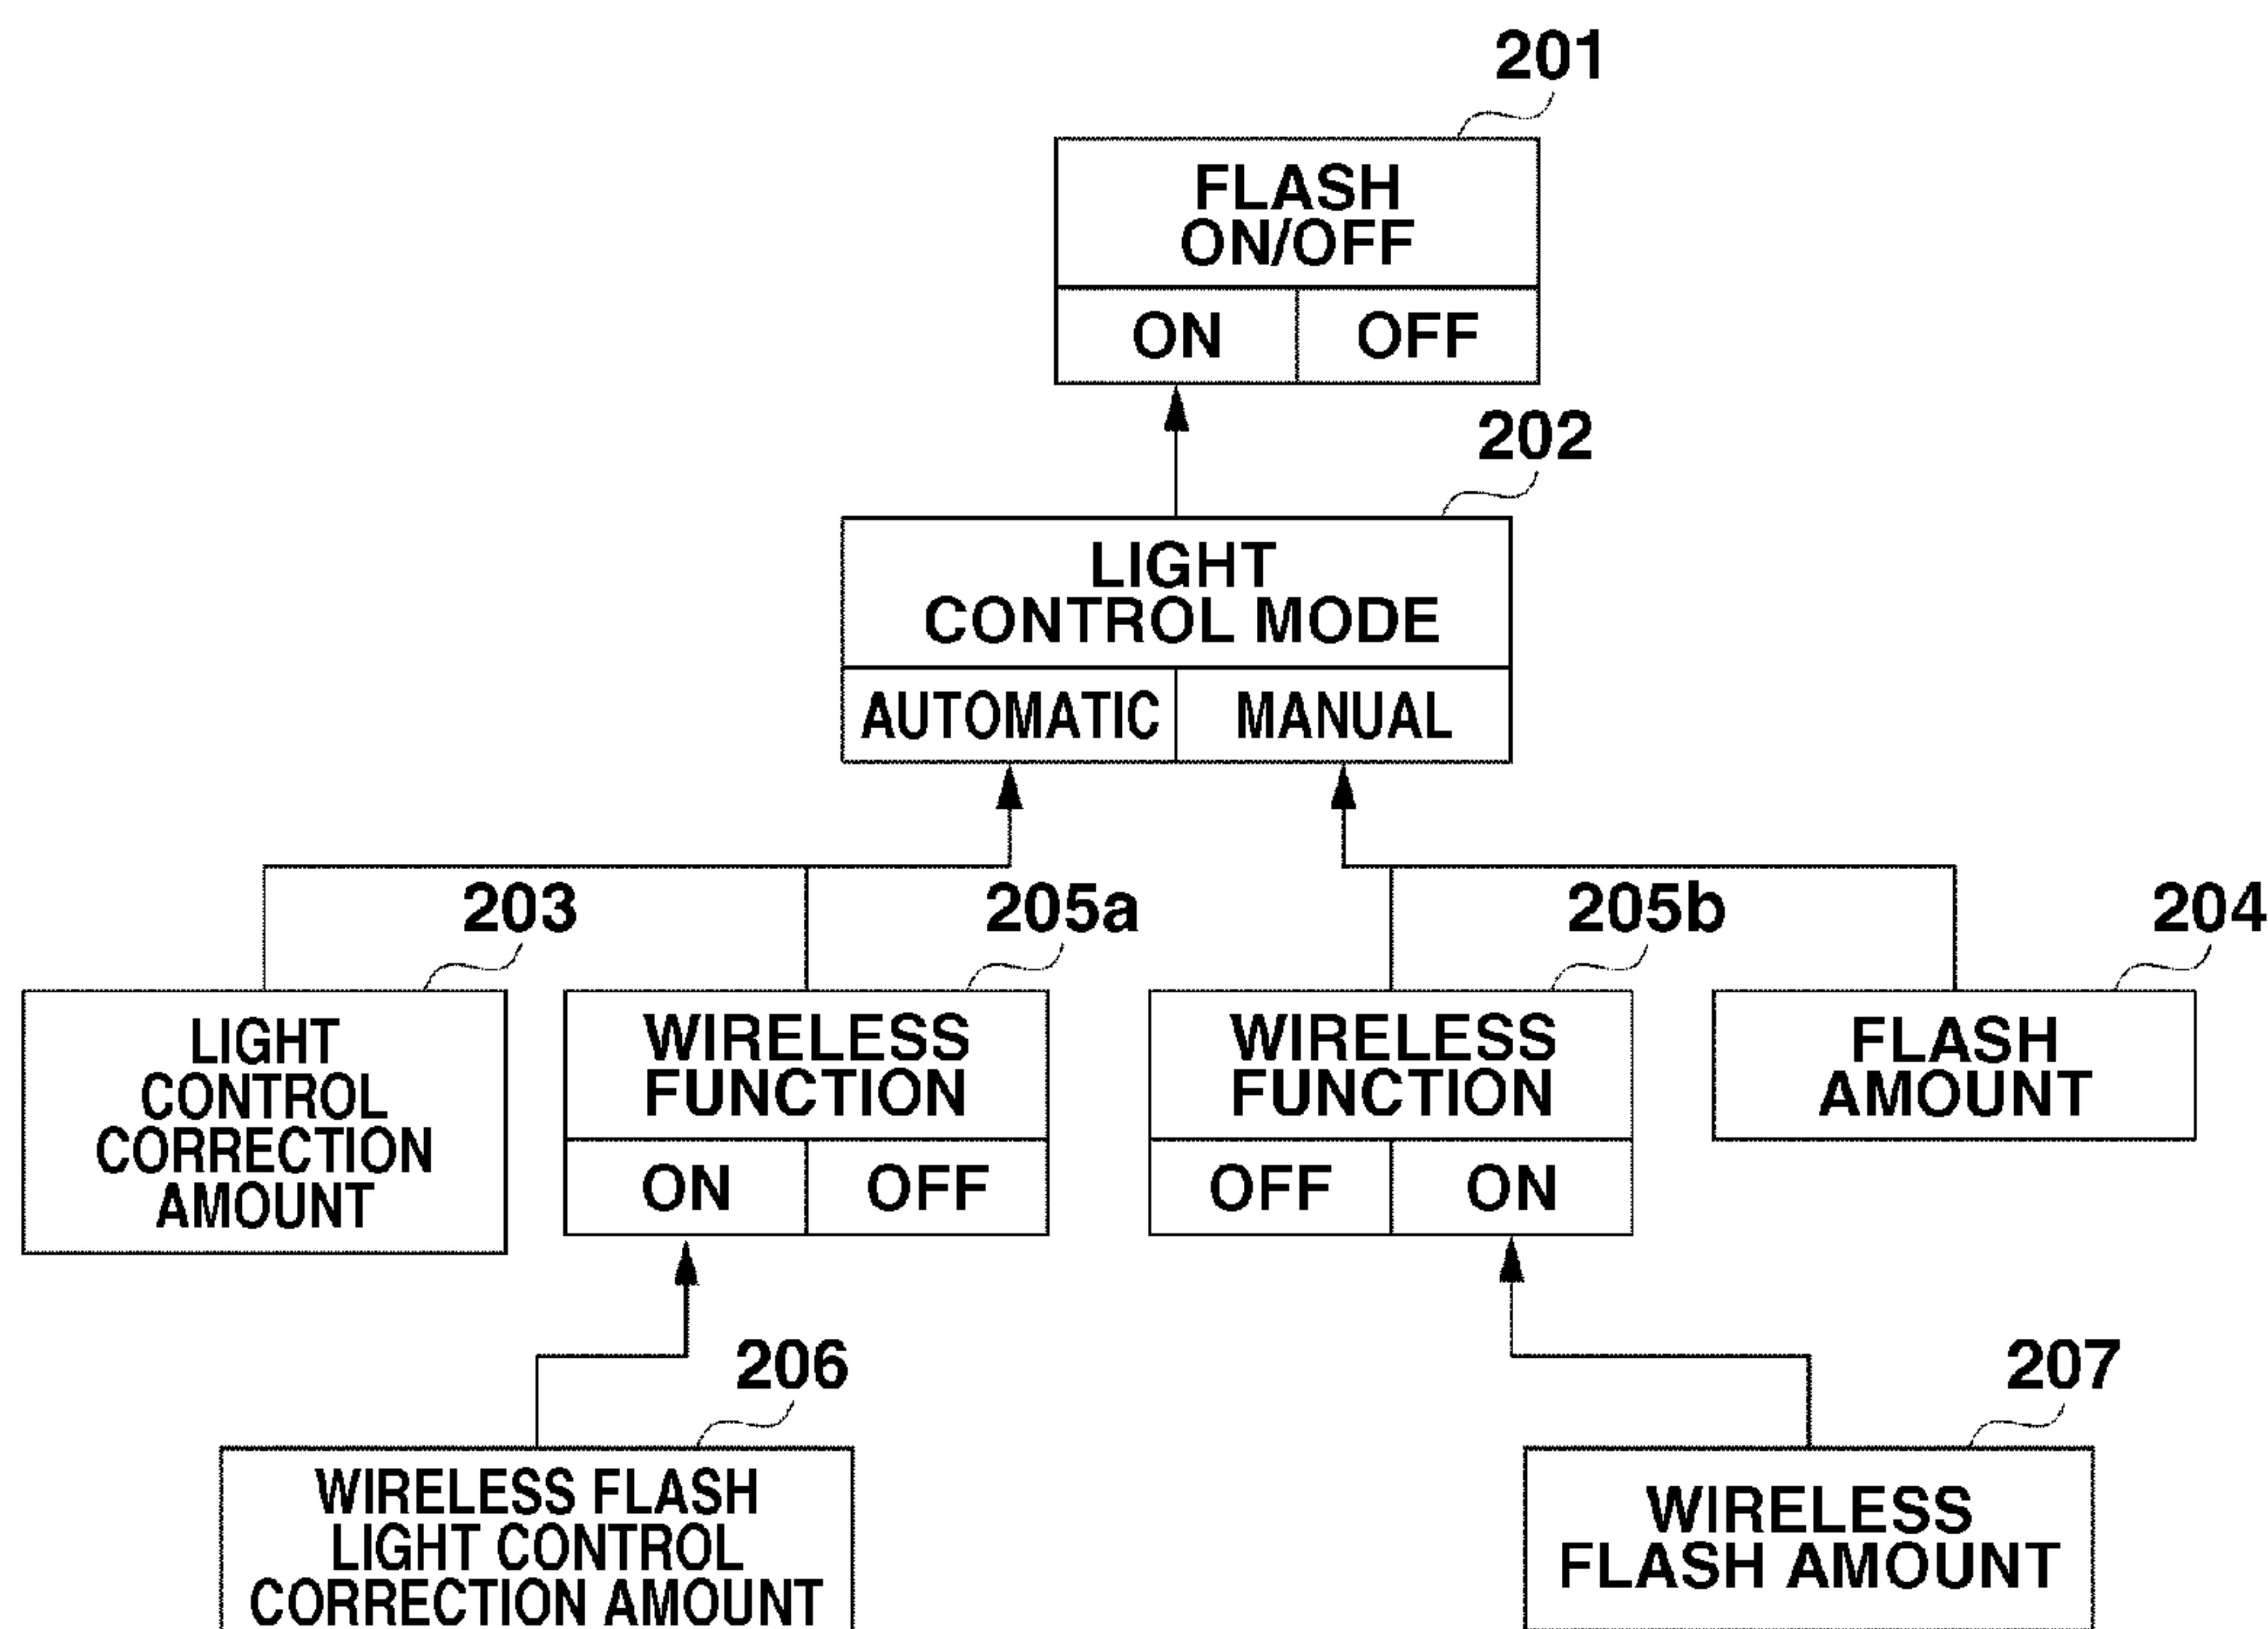 201
FLASH
ON/OFF
ON OFF
202
LIGHT
CONTROL MODE
AUTOMATIC MANUAL
203 205a 205b 204
LIGHT
CONTROL
CORRECTION
AMOUNT
WIRELESS
FUNCTION
ON OFF
WIRELESS
FUNCTION
OFF ON
FLASH
AMOUNT
206 207
WIRELESS FLASH
LIGHT CONTROL
CORRECTION AMOUNT
WIRELESS
FLASH AMOUNT